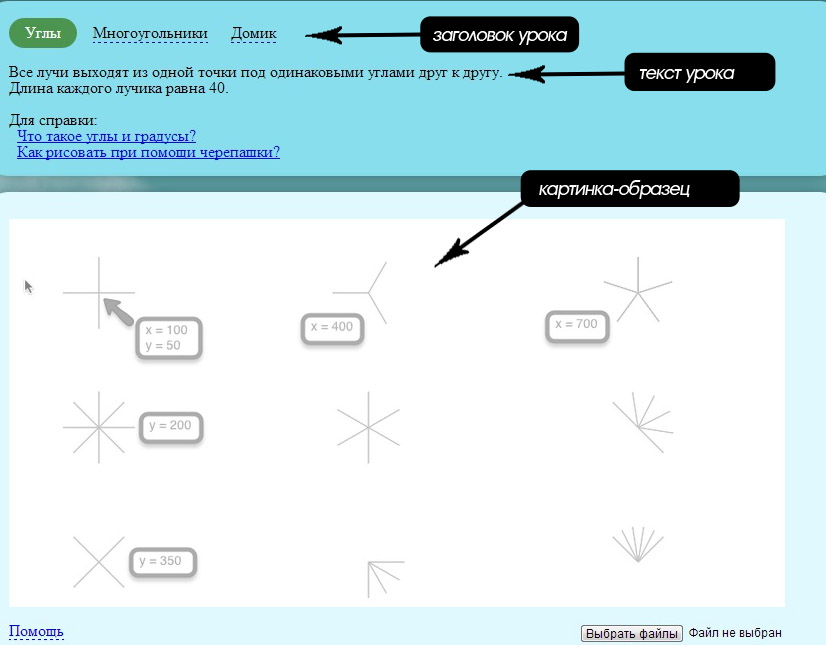 Углы Многоугольники Домик
заголовок урока
Все лучи выходят из одной точки под одинаковыми углами друг к другу.
текст урока
Длина каждого лучика равна 40.
Для справки:
Что такое углы и градусы?
Как рисовать при помоши черепашки?
картинка-образец
x = 100
y = 50
x = 400
x = 700
y = 200
y = 350
Помощь
Выбрать файлы Файл не выбран